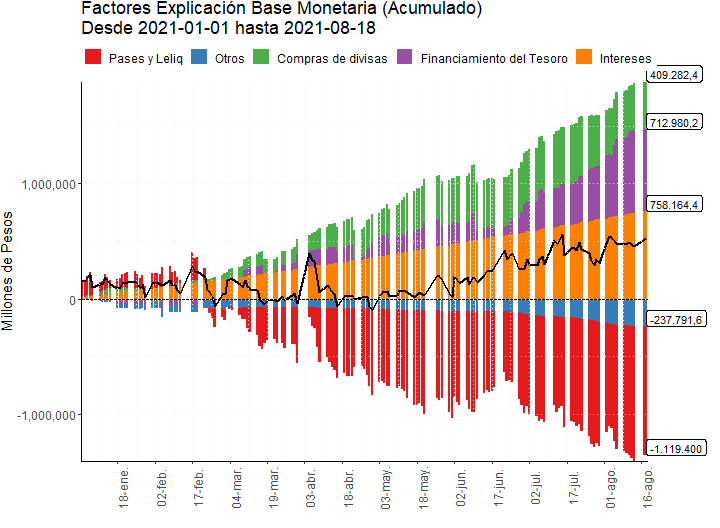 Factores Explicación Base Monetaria (Acumulado)
Desde 2021-01-01 hasta 2021-08-18
Pases y Leliq Otros Compras de divisas Financiamiento del Tesoro Intereses
409.282,4
712.980,2
758.164,4
-237.791,6
-1.119.400
Millones de Pesos
1,000,000
0
-1,000,000
18-ene.
02-feb.
17-feb.
04-mar.
19-mar.
03-abr.
18-abr.
03-may.
18-may.
02-jun.
17-jun.
02-jul.
17-jul.
01-ago.
16-ago.